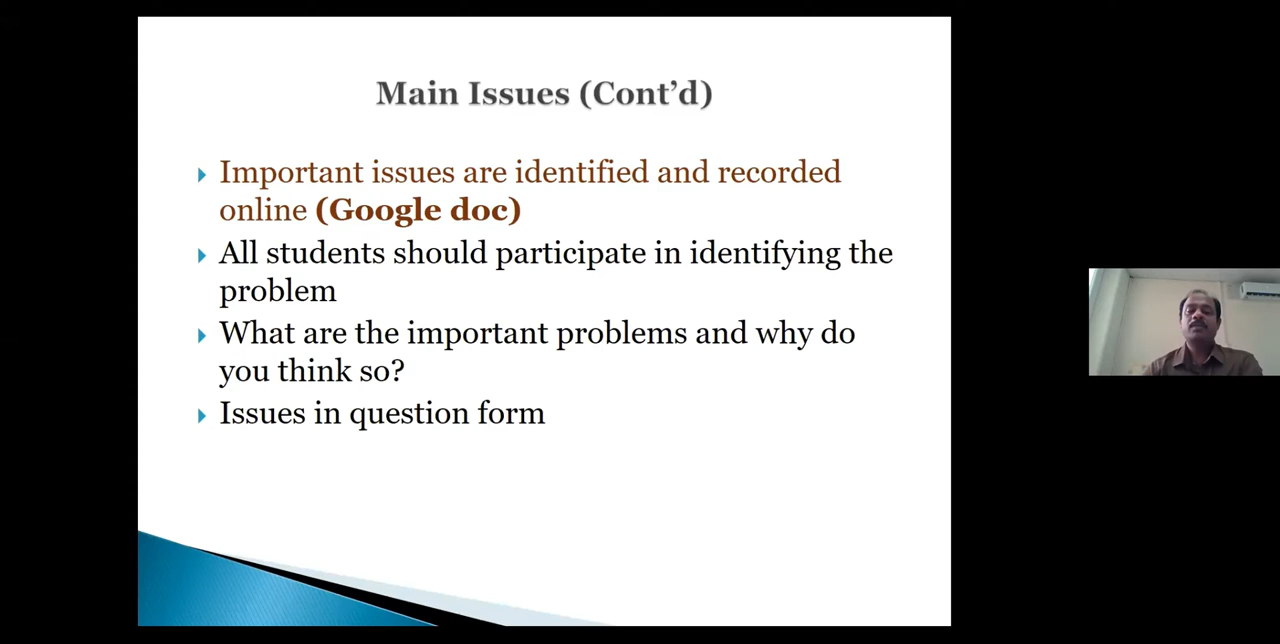 Main Issues (Cont’d)
Important issues are identified and recorded
online (Google doc)
All students should participate in identifying the
problem
What are the important problems and why do
you think so?
Issues in question form